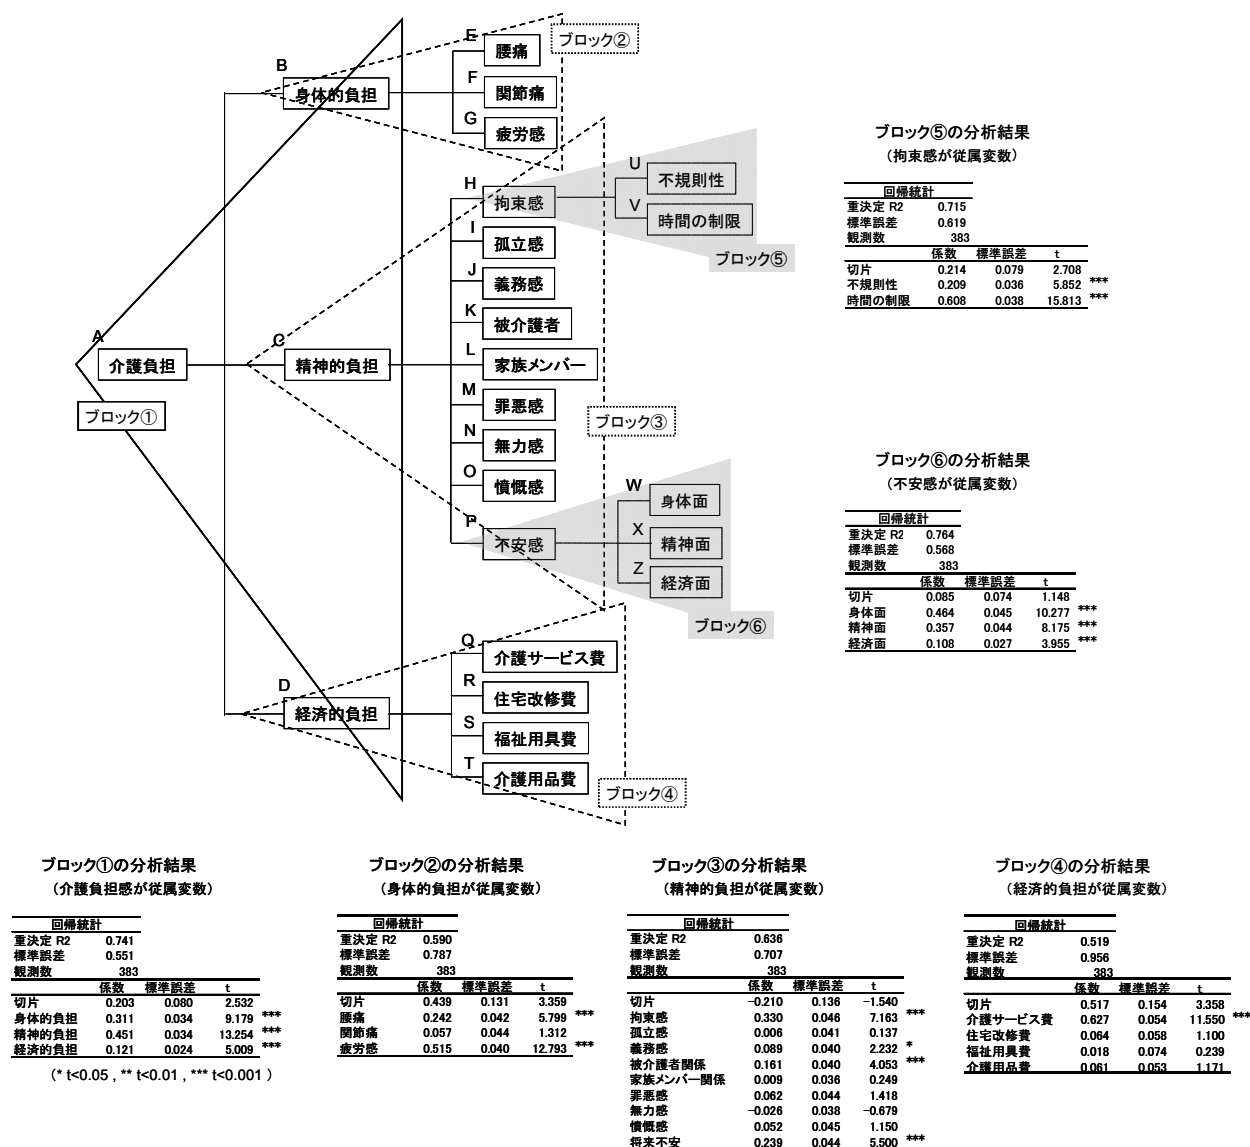 E
腰痛
ブロック②
B
身体的負担
F
関節痛
G
疲労感
H
拘束感
U
不規則性
V
時間の制限
ブロック⑤
I
孤立感
J
義務感
K
被介護者
A
介護負担
C
精神的負担
L
家族メンバー
ブロック①
M
罪悪感
ブロック③
N
無力感
O
憤慨感
P
不安感
W
身体面
X
精神面
Z
経済面
ブロック⑥
Q
介護サービス費
D
経済的負担
R
住宅改修費
S
福祉用具費
T
介護用品費
ブロック④
ブロック⑤の分析結果
（拘束感が従属変数）
回帰統計
重決定 R2 0.715
標準誤差 0.619
観測数 383
係数 標準誤差 t
切片 0.214 0.079 2.708
不規則性 0.209 0.036 5.852 ***
時間の制限 0.608 0.038 15.813 ***
ブロック⑥の分析結果
（不安感が従属変数）
回帰統計
重決定 R2 0.764
標準誤差 0.568
観測数 383
係数 標準誤差 t
切片 0.085 0.074 1.148
身体面 0.464 0.045 10.277 ***
精神面 0.357 0.044 8.175 ***
経済面 0.108 0.027 3.955 ***
ブロック①の分析結果
（介護負担感が従属変数）
回帰統計
重決定 R2 0.741
標準誤差 0.551
観測数 383
係数 標準誤差 t
切片 0.203 0.080 2.532
身体的負担 0.311 0.034 9.179 ***
精神的負担 0.451 0.034 13.254 ***
経済的負担 0.121 0.024 5.009 ***
（* t<0.05 , ** t<0.01 , *** t<0.001 ）
ブロック②の分析結果
（身体的負担が従属変数）
回帰統計
重決定 R2 0.590
標準誤差 0.787
観測数 383
係数 標準誤差 t
切片 0.439 0.131 3.359
腰痛 0.242 0.042 5.799 ***
関節痛 0.057 0.044 1.312
疲労感 0.515 0.040 12.793 ***
ブロック③の分析結果
（精神的負担が従属変数）
回帰統計
重決定 R2 0.636
標準誤差 0.707
観測数 383
係数 標準誤差 t
切片 −0.210 0.136 −1.540
拘束感 0.330 0.046 7.163 ***
孤立感 0.006 0.041 0.137
義務感 0.089 0.040 2.232 *
被介護者関係 0.161 0.040 4.053 ***
家族メンバー関係 0.009 0.036 0.249
罪悪感 0.062 0.044 1.418
無力感 −0.026 0.038 −0.679
憤慨感 0.052 0.045 1.150
将来不安 0.239 0.044 5.500 ***
ブロック④の分析結果
（経済的負担が従属変数）
回帰統計
重決定 R2 0.519
標準誤差 0.956
観測数 383
係数 標準誤差 t
切片 0.517 0.154 3.358
介護サービス費 0.627 0.054 11.550 ***
住宅改修費 0.064 0.058 1.100
福祉用具費 0.018 0.074 0.239
介護用品費 0.061 0.053 1.171